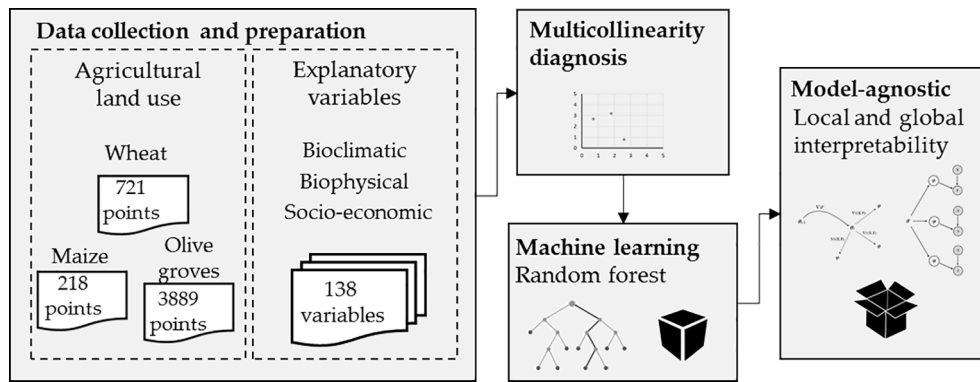 Data collection and preparation
Agricultural
land use
Wheat
721
points
Maize
218
points
Olive
groves
3889
points
Explanatory
variables
Bioclimatic
Biophysical
Socio-economic
138
variables
Multicollinearity
diagnosis
5
4
3
2
1
0
0 1 2 3 4 5
Machine learning
Random forest
Model-agnostic
Local and global
interpretability